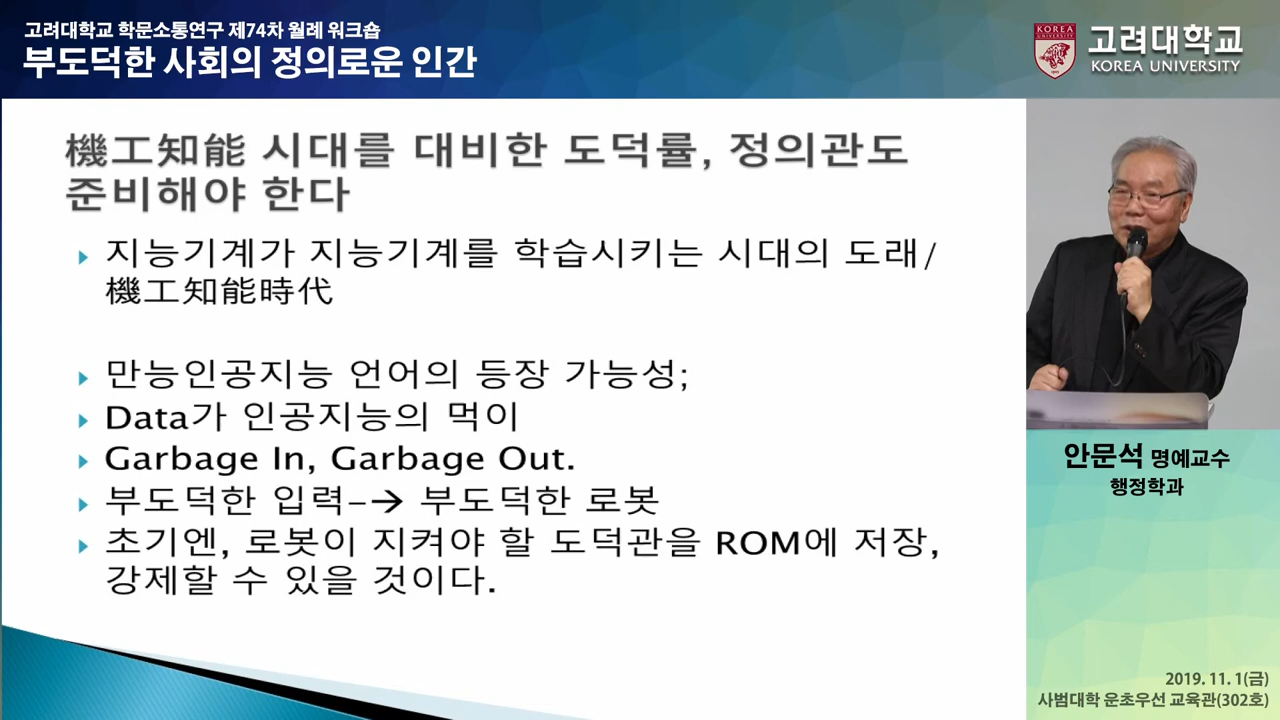 고려대학교 학문소통연구 제74차 월례 워크숍
부도덕한 사회의 정의로운 인간
KOREA
UNIVERSITY
1905
고려대학교
KOREA UNIVERSITY
機工知能 시대를 대비한 도덕률, 정의관도
준비해야 한다
지능기계가 지능기계를 학습시키는 시대의 도래/
機工知能時代
만능인공지능 언어의 등장 가능성;
Data가 인공지능의 먹이
Garbage In, Garbage Out.
부도덕한 입력-→ 부도덕한 로봇
초기엔, 로봇이 지켜야 할 도덕관을 ROM에 저장,
강제할 수 있을 것이다.
안문석 명예교수
행정학과
2019. 11. 1(금)
사범대학 운초우선 교육관(302호)